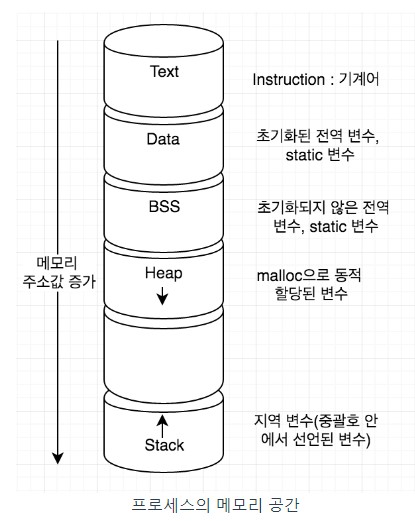 Text
Instruction : 기계어
Data
초기화된 전역 변수,
static 변수
BSS
초기화되지 않은 전역
변수, static 변수
메모리
주소값 증가
Heap
malloc으로 동적
할당된 변수
Stack
지역 변수(중괄호 안
에서 선언된 변수)
프로세스의 메모리 공간